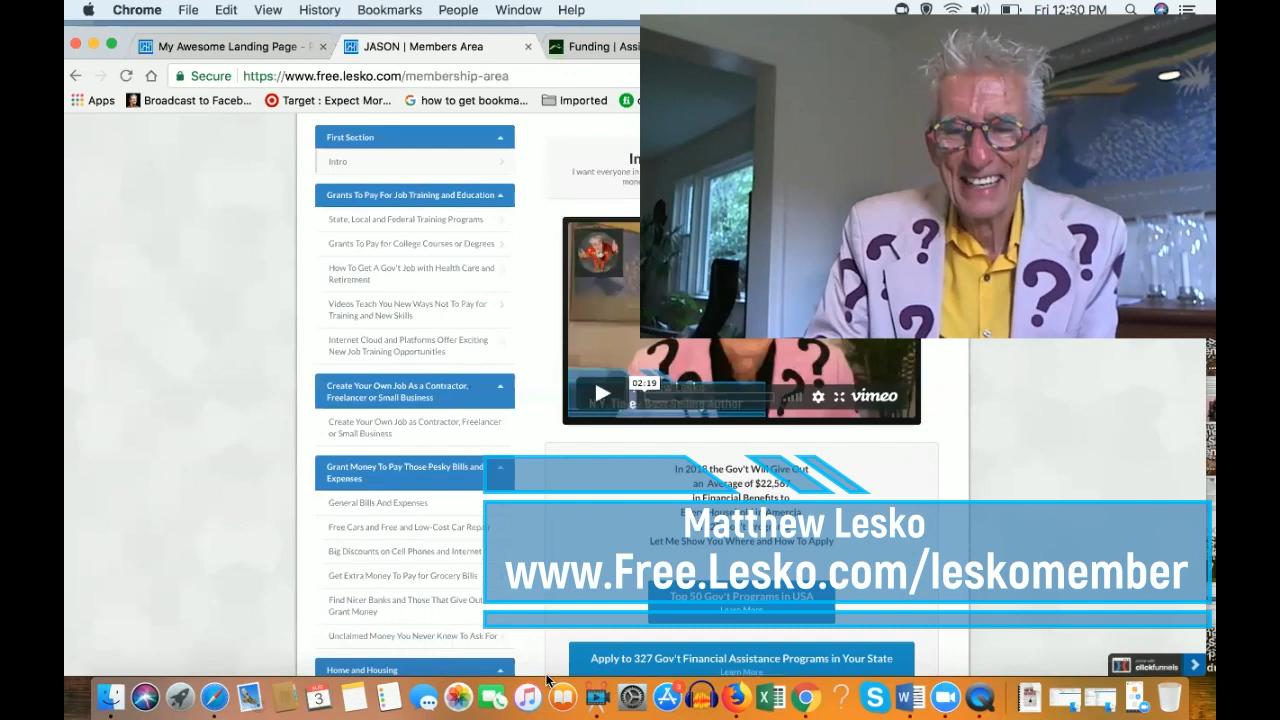 Chrome File Edit View History Bookmarks People Window Help
Fri 12:30 PM
My Awesome Landing Page -
JASON | Members Area
Funding | Assi
Secure https://www.free.lesko.com/membership-area
Apps Broadcast to Faceb... Target : Expect Mor... how to get bookma... Imported
First Section
Intro
Grants To Pay For Job Training and Education
State, Local and Federal Training Programs
Grants To Pay for College Courses or Degrees
How To Get A Gov't Job with Health Care and
Retirement
Videos Teach You New Ways Not To Pay for
Training and New Skills
Internet Cloud and Platforms Offer Exciting
New Job Training Opportunities
Create Your Own Job As a Contractor,
Freelancer or Small Business
Create Your Own Job as Contractor, Freelancer
or Small Business
Grant Money To Pay Those Pesky Bills and
Expenses
General Bills And Expenses
Free Cars and Free and Low-Cost Car Repair
Big Discounts on Cell Phones and Internet
Get Extra Money To Pay for Grocery Bills
Find Nicer Banks and Those That Give Out
Grant Money
Unclaimed Money You Never Knew To Ask For
Home and Housing
In
I want everyone in
mone
02:19
vimeo
In 2018 the Gov't Will Give Out
an Average of $22,567
in Financial Benefits to
Let Me Show You Where and How To Apply
Matthew Lesko
www.Free.Lesko.com/leskomember
Top 50 Gov't Programs in USA
Learn More
Apply to 327 Gov't Financial Assistance Programs in Your State
Learn More
clickfunnels
3